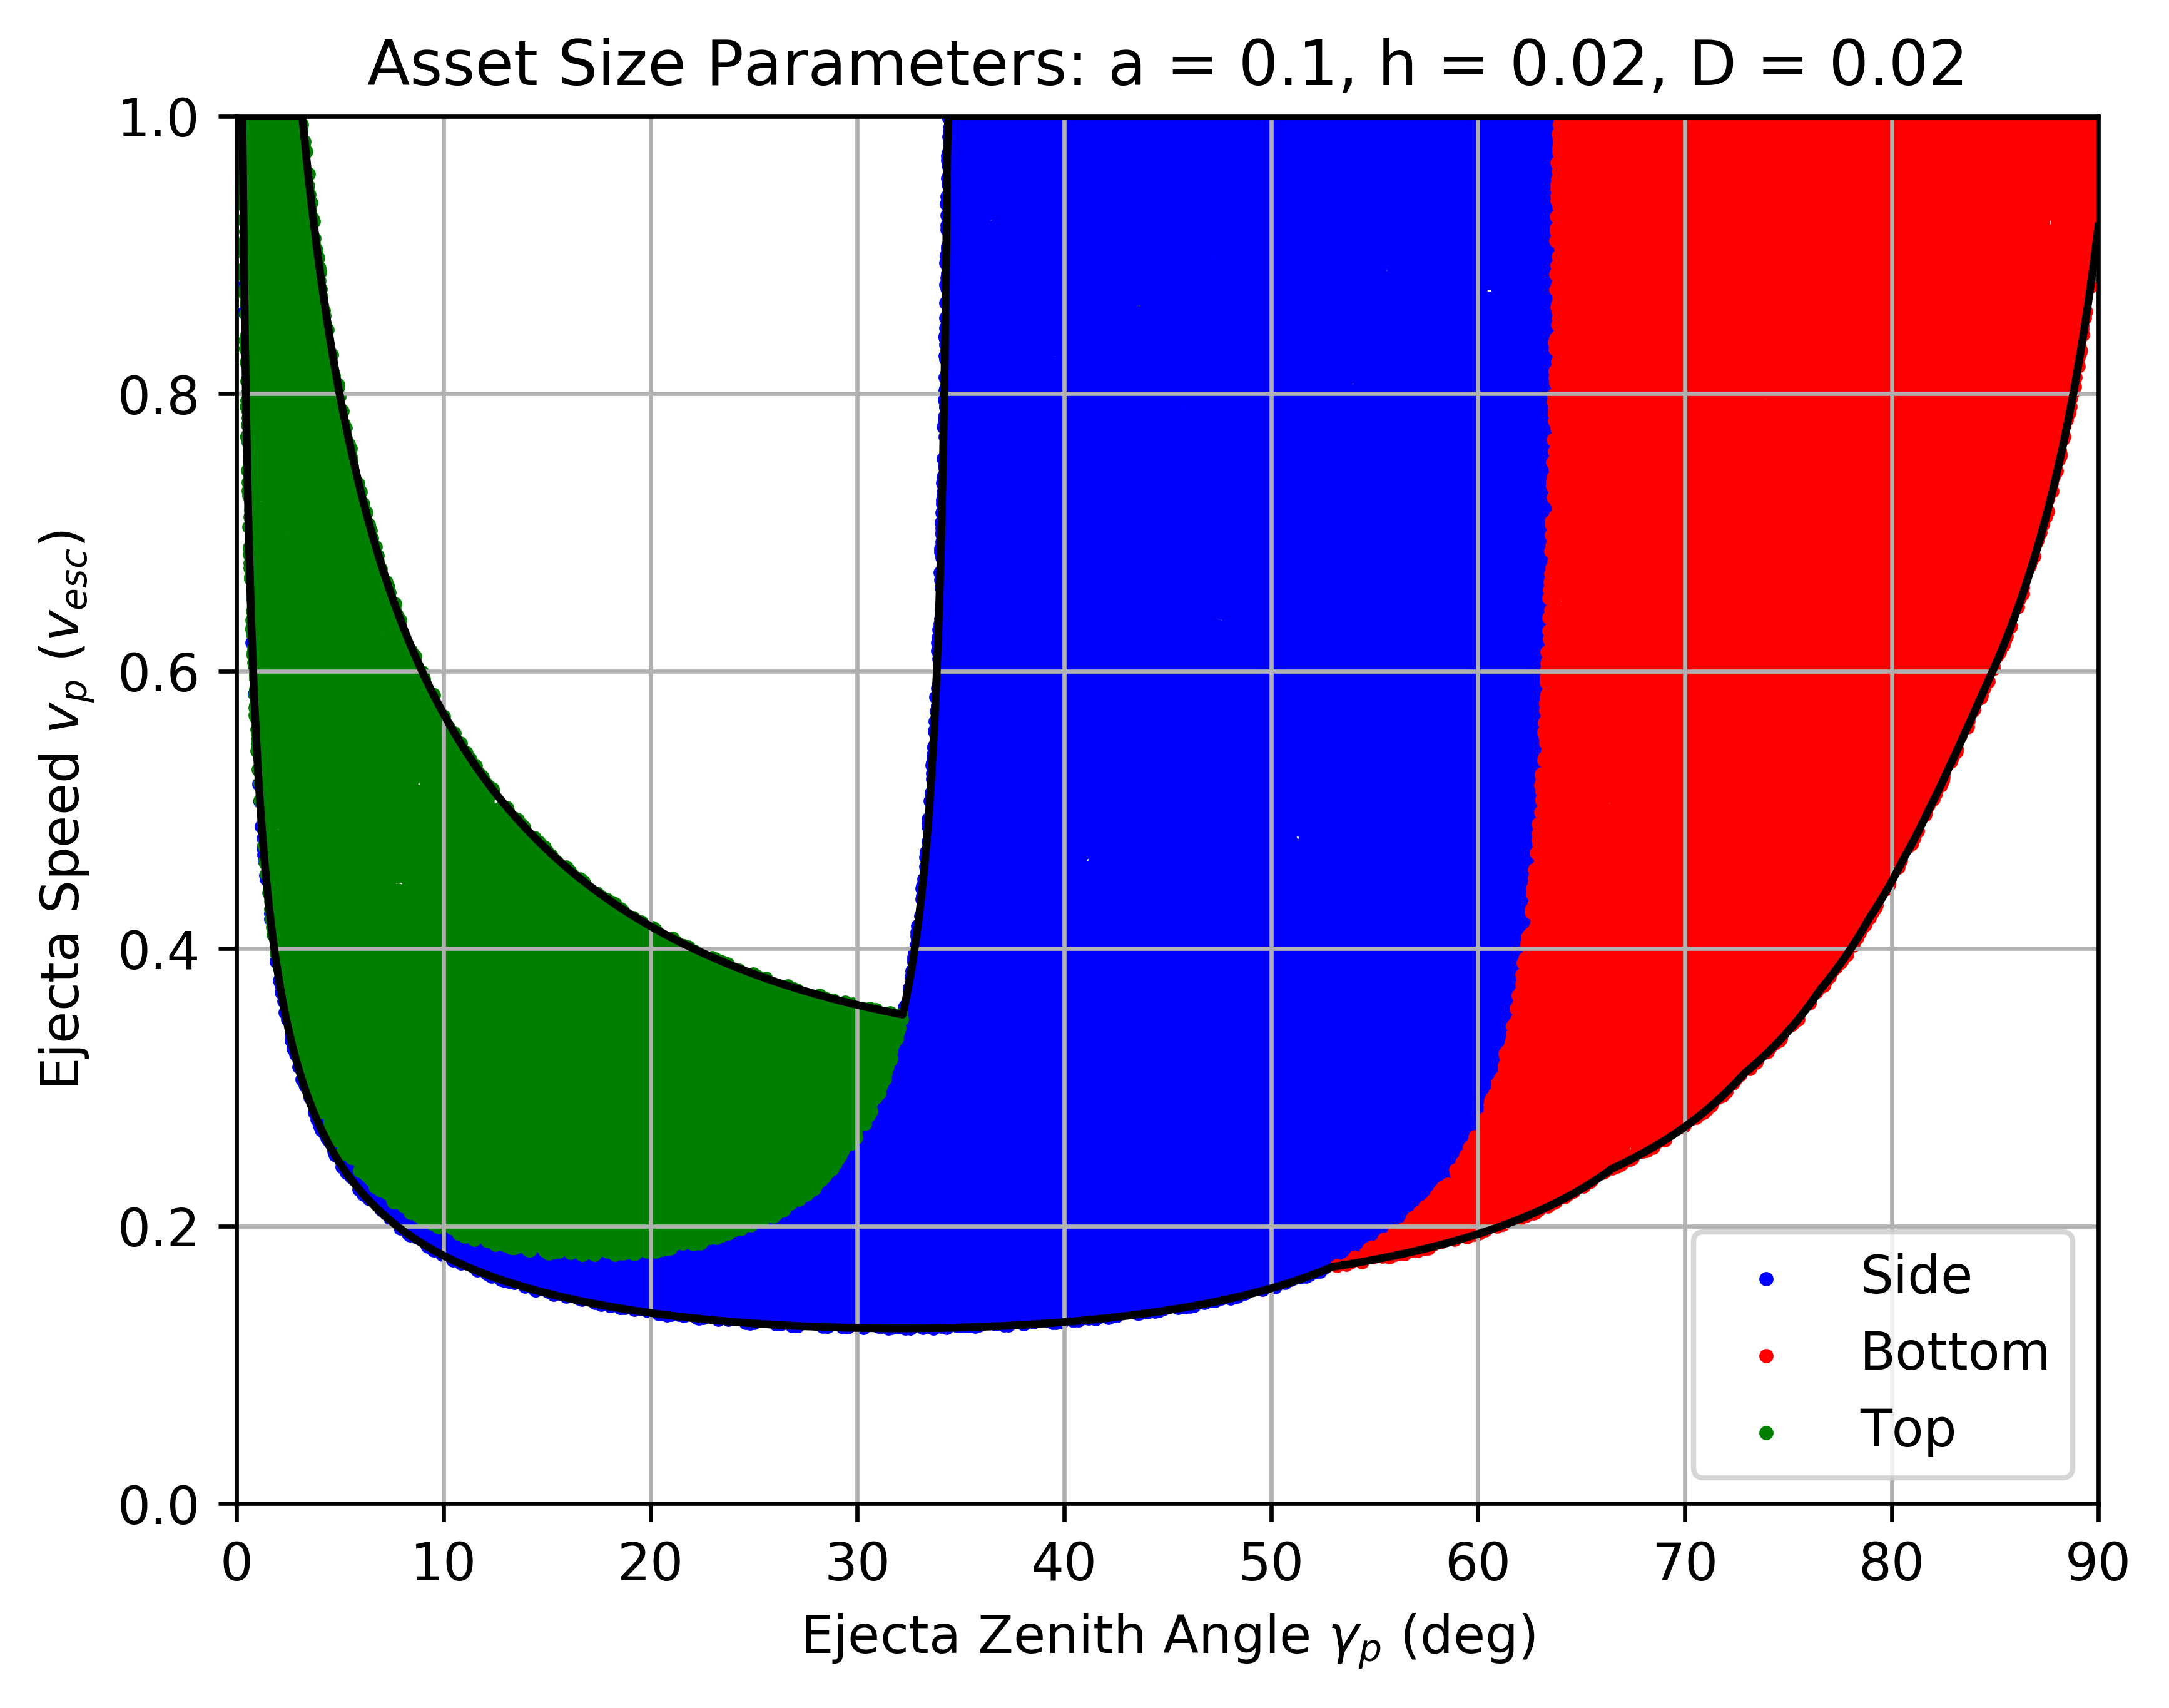 Asset Size Parameters: a = 0.1, h = 0.02, D = 0.02
1.0
0.8
0.6
0.4
0.2
0.0
Ejecta Speed v_p (v_esc)
Side
Bottom
Top
0 10 20 30 40 50 60 70 80 90
Ejecta Zenith Angle γ_p (deg)